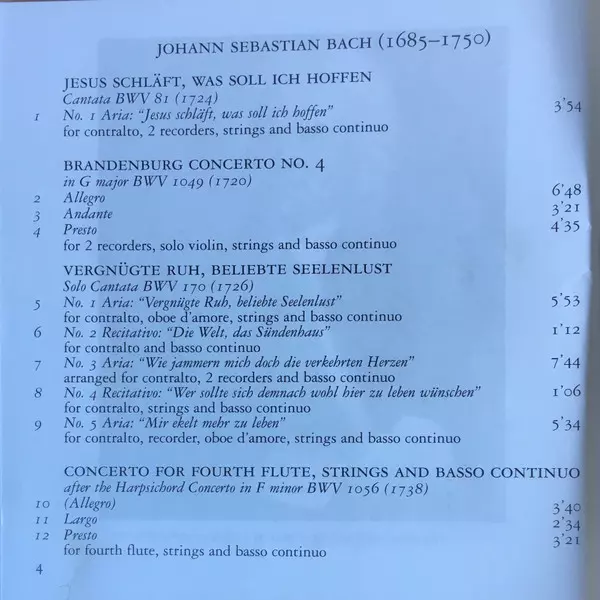 JOHANN SEBASTIAN BACH (1685–1750)
JESUS SCHLÄFT, WAS SOLL ICH HOFFEN
Cantata BWV 81 (1724)
1 No. 1 Aria: “Jesus schläft, was soll ich hoffen” 3’54
for contralto, 2 recorders, strings and basso continuo
BRANDENBURG CONCERTO NO. 4
in G major BWV 1049 (1720)
2 Allegro 6’48
3 Andante 3’21
4 Presto 4’35
for 2 recorders, solo violin, strings and basso continuo
VERGNÜGTE RUH, BELIEBTE SEELENLUST
Solo Cantata BWV 170 (1726)
5 No. 1 Aria: “Vergnügte Ruh, beliebte Seelenlust” 5’53
for contralto, oboe d’amore, strings and basso continuo
6 No. 2 Recitativo: “Die Welt, das Sündenhaus” 1’12
for contralto and basso continuo
7 No. 3 Aria: “Wie jammern mich doch die verkehrten Herzen” 7’44
arranged for contralto, 2 recorders and basso continuo
8 No. 4 Recitativo: “Wer sollte sich demnach wohl hier zu leben wünschen” 1’06
for contralto, strings and basso continuo
9 No. 5 Aria: “Mir ekelt mehr zu leben” 5’34
for contralto, recorder, oboe d’amore, strings and basso continuo
CONCERTO FOR FOURTH FLUTE, STRINGS AND BASSO CONTINUO
after the Harpsichord Concerto in F minor BWV 1056 (1738)
10 (Allegro) 3’40
11 Largo 2’34
12 Presto 3’21
for fourth flute, strings and basso continuo
4